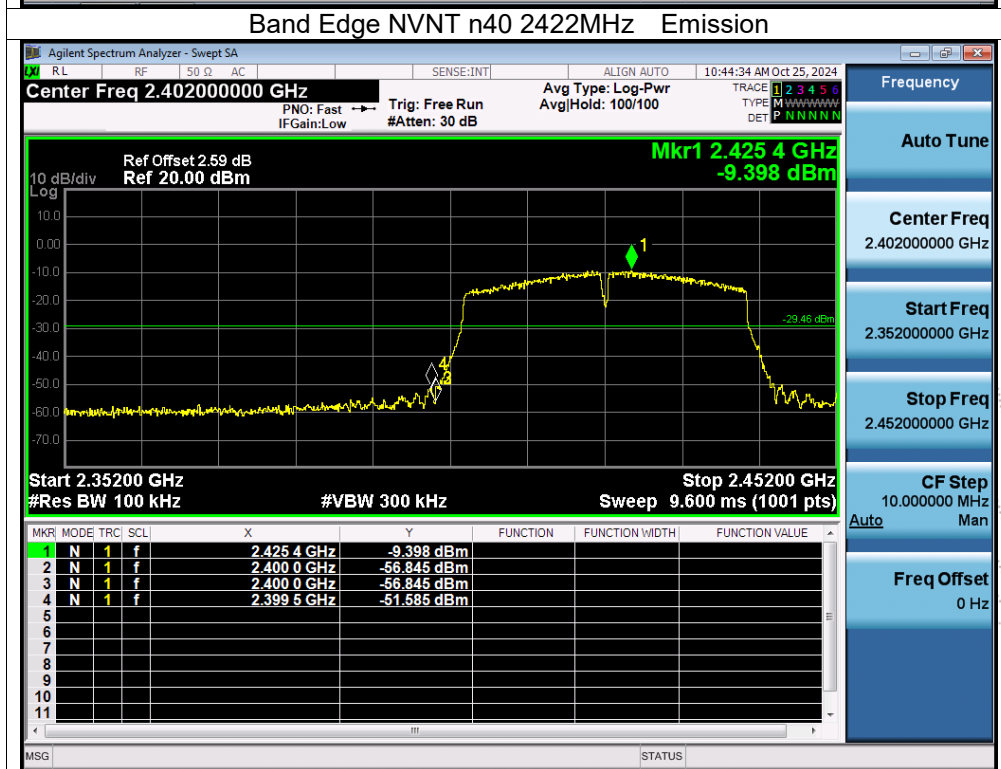 Band Edge NVNT n40 2422MHz Emission
Agilent Spectrum Analyzer - Swept SA
LXI RL RF 50 Ω AC SENSE:INT ALIGN AUTO 10:44:34 AM Oct 25, 2024
Center Freq 2.402000000 GHz
PNO: Fast
IFGain:Low
Trig: Free Run
#Atten: 30 dB
Avg Type: Log-Pwr
Avg|Hold: 100/100
TRACE 1 2 3 4 5 6
TYPE M WWWWW
DET P N N N N N
Ref Offset 2.59 dB
Ref 20.00 dBm
10 dB/div
Log
Mkr1 2.425 4 GHz
-9.398 dBm
10.0
0.00
-10.0
-20.0
-30.0
-40.0
-50.0
-60.0
-70.0
1
-29.46 dBm
4
3
Start 2.35200 GHz
#Res BW 100 kHz
#VBW 300 kHz
Stop 2.45200 GHz
Sweep 9.600 ms (1001 pts)
MKR MODE TRC SCL X Y FUNCTION FUNCTION WIDTH FUNCTION VALUE
1 N 1 f 2.425 4 GHz -9.398 dBm
2 N 1 f 2.400 0 GHz -56.845 dBm
3 N 1 f 2.400 0 GHz -56.845 dBm
4 N 1 f 2.399 5 GHz -51.585 dBm
5
6
7
8
9
10
11
MSG
STATUS
Frequency
Auto Tune
Center Freq
2.402000000 GHz
Start Freq
2.352000000 GHz
Stop Freq
2.452000000 GHz
CF Step
10.000000 MHz
Auto Man
Freq Offset
0 Hz